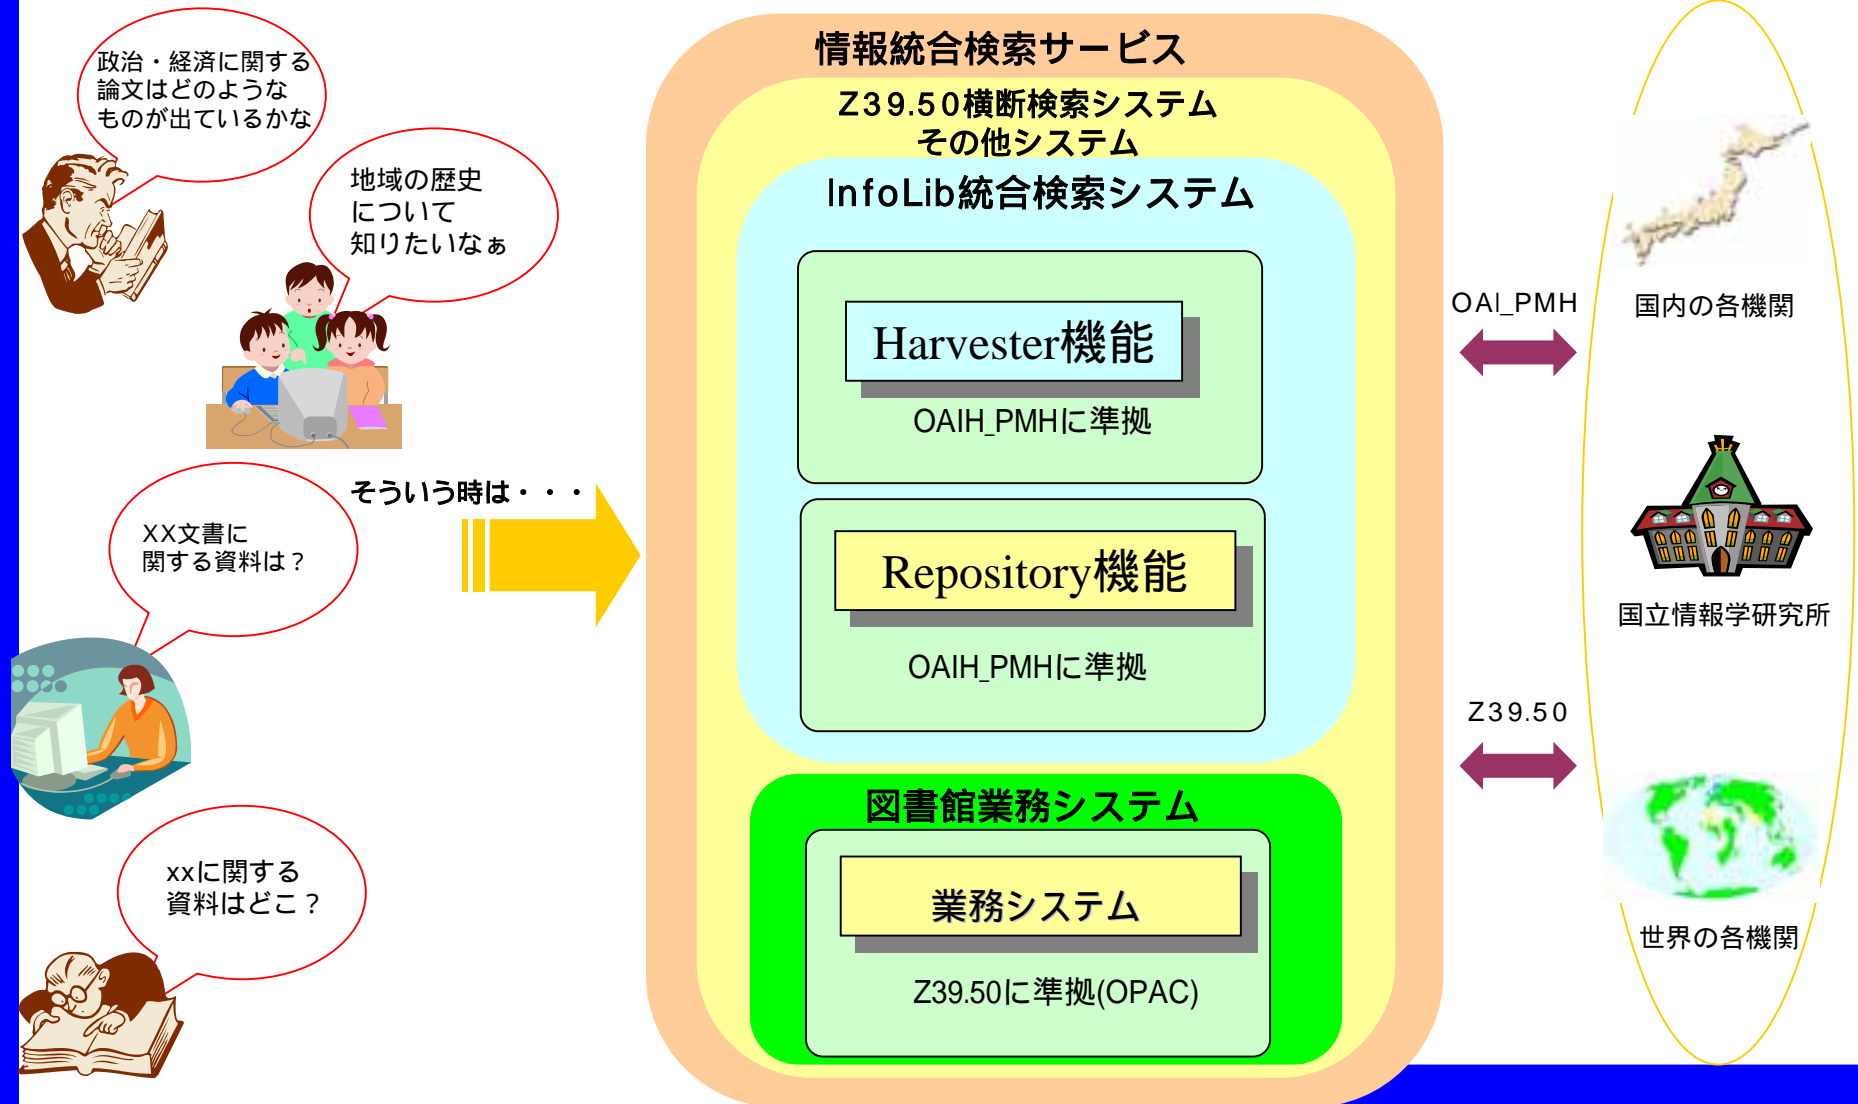 政治・経済に関する
論文はどのような
ものが出ているかな
地域の歴史
について
知りたいなぁ
XX文書に
関する資料は？
xxに関する
資料はどこ？
そういう時は・・・
情報統合検索サービス
Z39.50横断検索システム
その他システム
InfoLib統合検索システム
Harvester機能
OAIH_PMHに準拠
Repository機能
OAIH_PMHに準拠
図書館業務システム
業務システム
Z39.50に準拠(OPAC)
OAI_PMH
Z39.50
国内の各機関
国立情報学研究所
世界の各機関